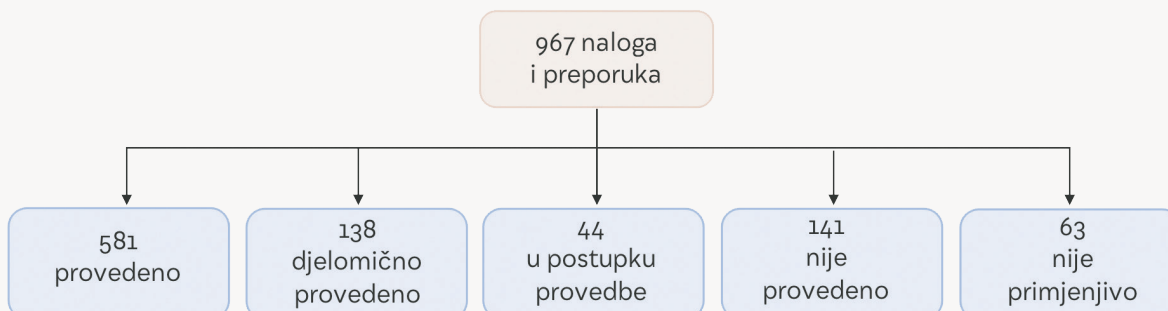 967 naloga
i preporuka
581
provedeno
138
djelomično
provedeno
44
u postupku
provedbe
141
nije
provedeno
63
nije
primjenjivo